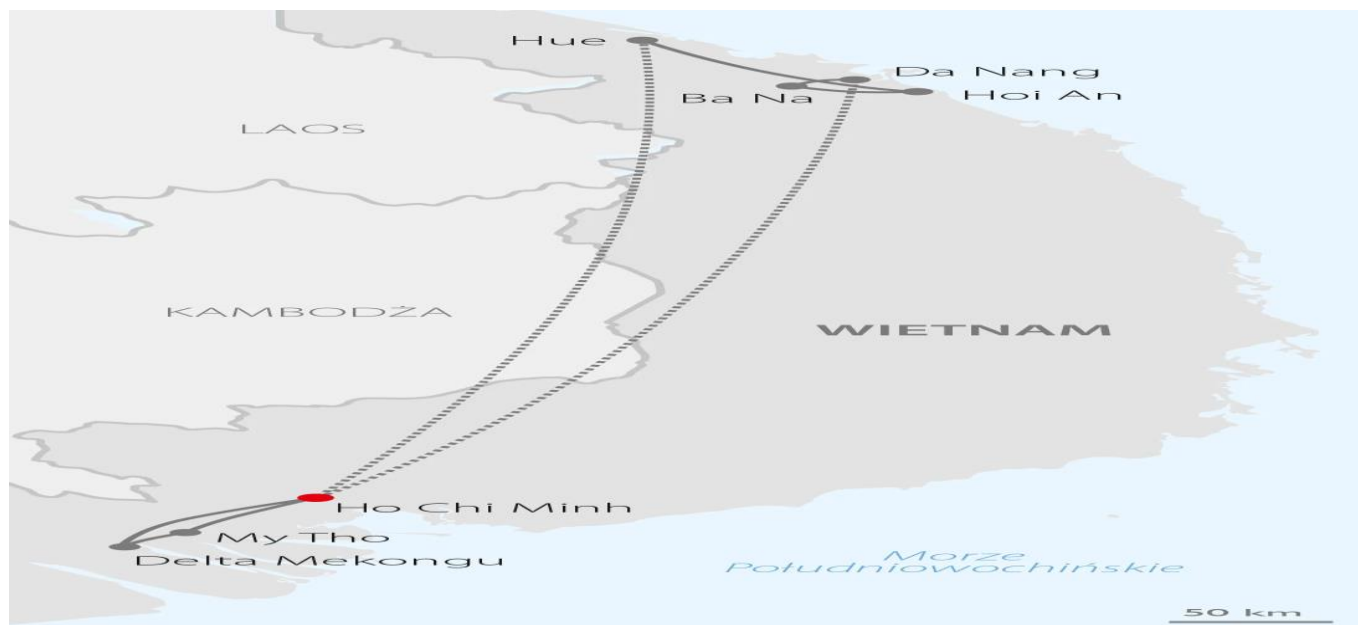 Hue
Da Nang
Ba Na
Hoi An
LAOS
KAMBODŻA
WIETNAM
Ho Chi Minh
My Tho
Delta Mekongu
Morze
Południowochińskie
50 km